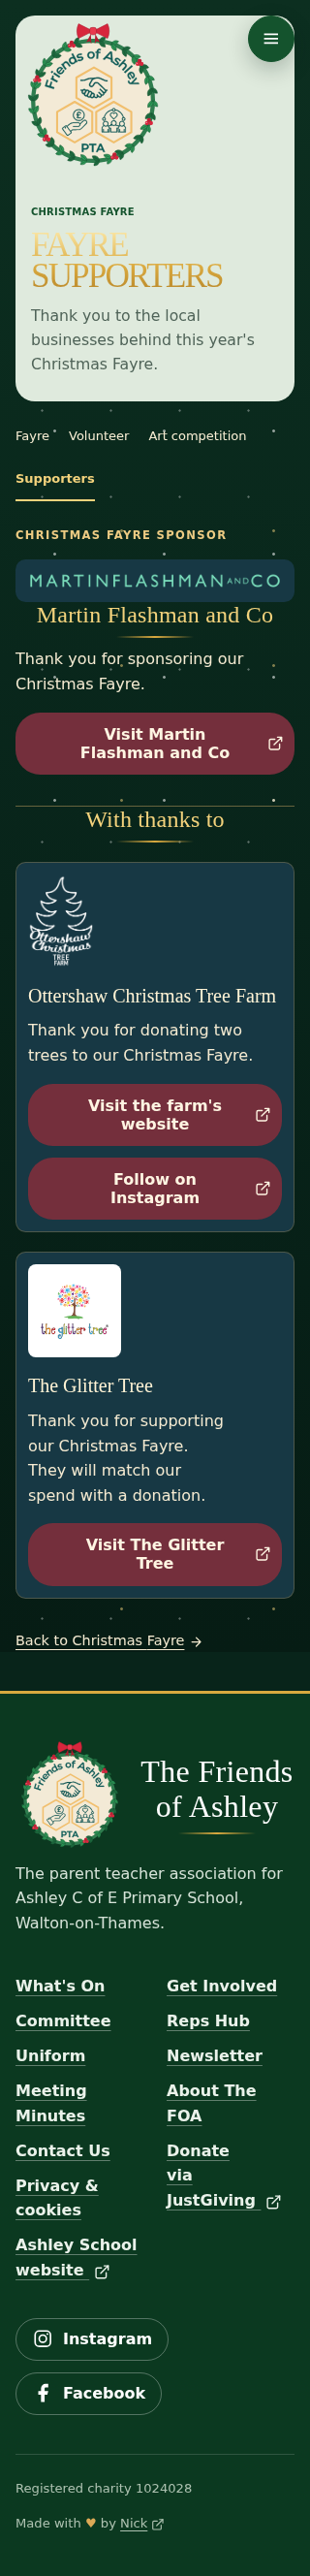 Friends of Ashley
PTA
CHRISTMAS FAYRE
FAYRE
SUPPORTERS
Thank you to the local
businesses behind this year's
Christmas Fayre.
Fayre Volunteer Art competition
Supporters
CHRISTMAS FAYRE SPONSOR
MARTINFLASHMANANDCO
Martin Flashman and Co
Thank you for sponsoring our
Christmas Fayre.
Visit Martin
Flashman and Co
With thanks to
Ottershaw
Christmas
TREE
FARM
Ottershaw Christmas Tree Farm
Thank you for donating two
trees to our Christmas Fayre.
Visit the farm's
website
Follow on
Instagram
the glitter tree
The Glitter Tree
Thank you for supporting
our Christmas Fayre.
They will match our
spend with a donation.
Visit The Glitter
Tree
Back to Christmas Fayre
Friends of Ashley
PTA
The Friends
of Ashley
The parent teacher association for
Ashley C of E Primary School,
Walton-on-Thames.
What's On
Committee
Uniform
Meeting
Minutes
Contact Us
Privacy &
cookies
Ashley School
website
Get Involved
Reps Hub
Newsletter
About The
FOA
Donate
via
JustGiving
Instagram
Facebook
Registered charity 1024028
Made with ♥ by Nick